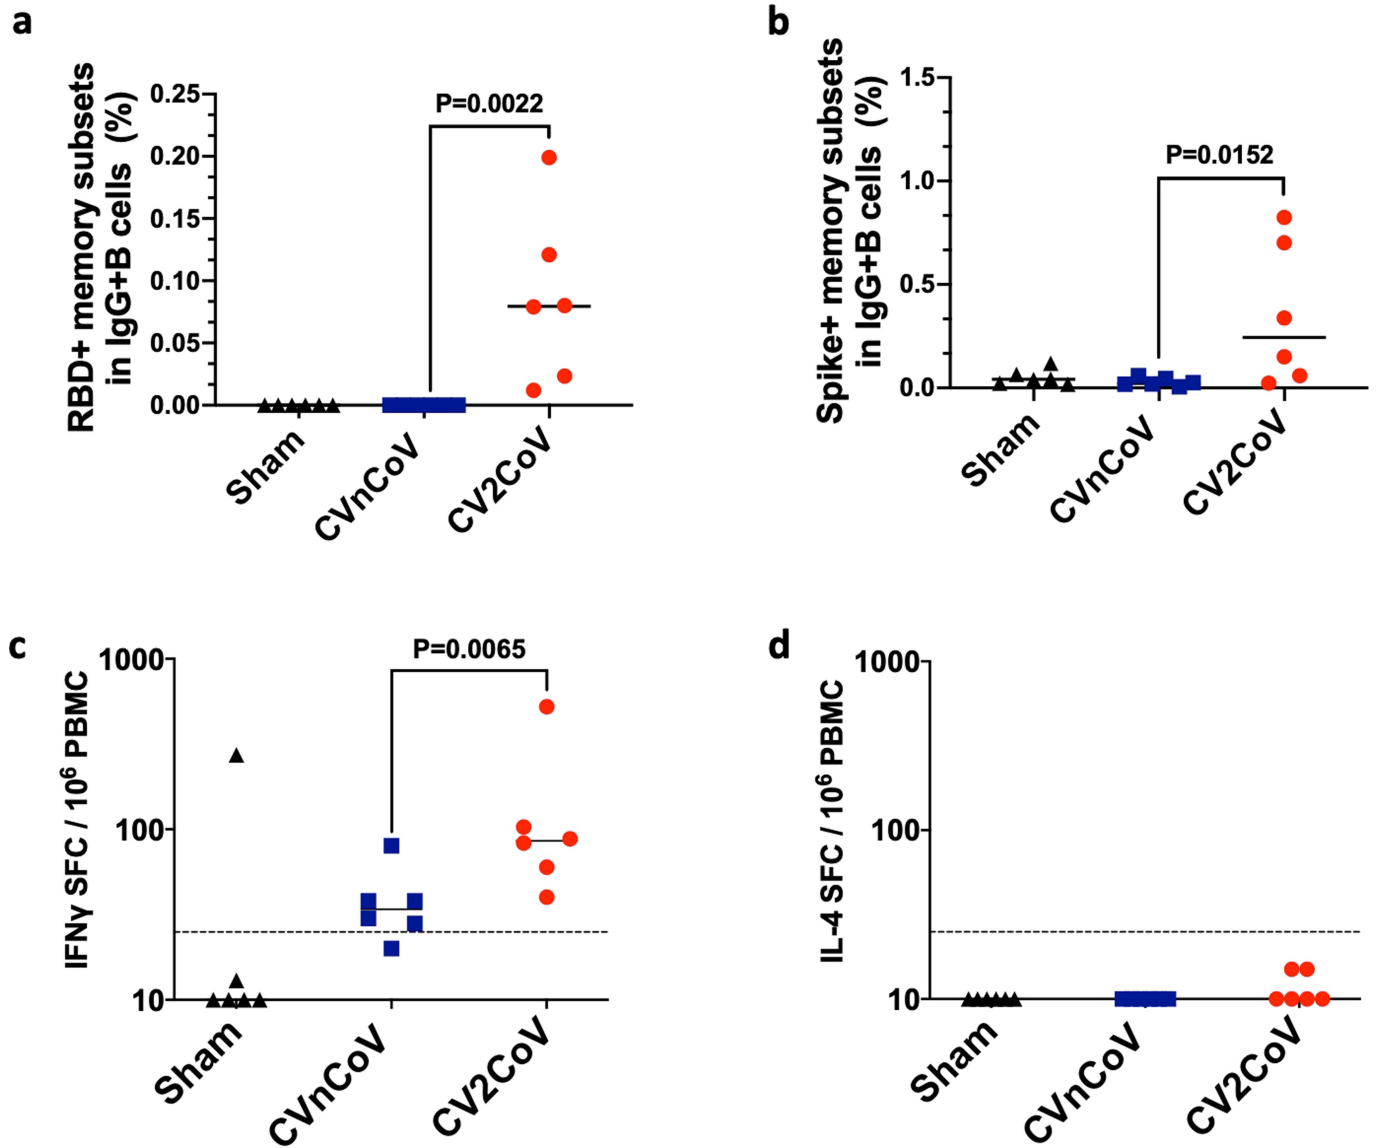 a
RBD+ memory subsets
in IgG+B cells (%)
0.25
0.20
0.15
0.10
0.05
0.00
P=0.0022
Sham
CVnCoV
CV2CoV
b
Spike+ memory subsets
in IgG+B cells (%)
1.5
1.0
0.5
0.0
P=0.0152
Sham
CVnCoV
CV2CoV
c
IFNγ SFC / 10⁶ PBMC
1000
100
10
P=0.0065
Sham
CVnCoV
CV2CoV
d
IL-4 SFC / 10⁶ PBMC
1000
100
10
Sham
CVnCoV
CV2CoV